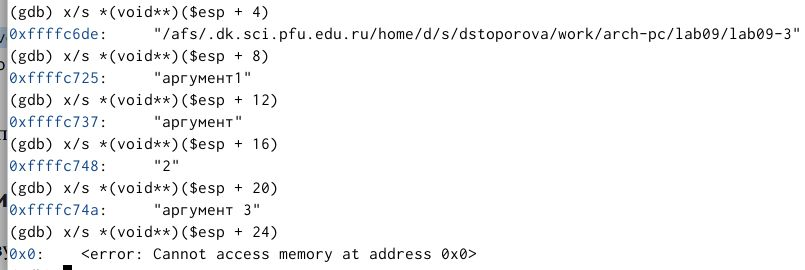 (gdb) x/s *(void**)($esp + 4)
0xffffc6de: "/afs/.dk.sci.pfu.edu.ru/home/d/s/dstoporova/work/arch-pc/lab09/lab09-3"
(gdb) x/s *(void**)($esp + 8)
0xffffc725: "аргумент1"
(gdb) x/s *(void**)($esp + 12)
0xffffc737: "аргумент"
(gdb) x/s *(void**)($esp + 16)
0xffffc748: "2"
(gdb) x/s *(void**)($esp + 20)
0xffffc74a: "аргумент 3"
(gdb) x/s *(void**)($esp + 24)
0x0: <error: Cannot access memory at address 0x0>